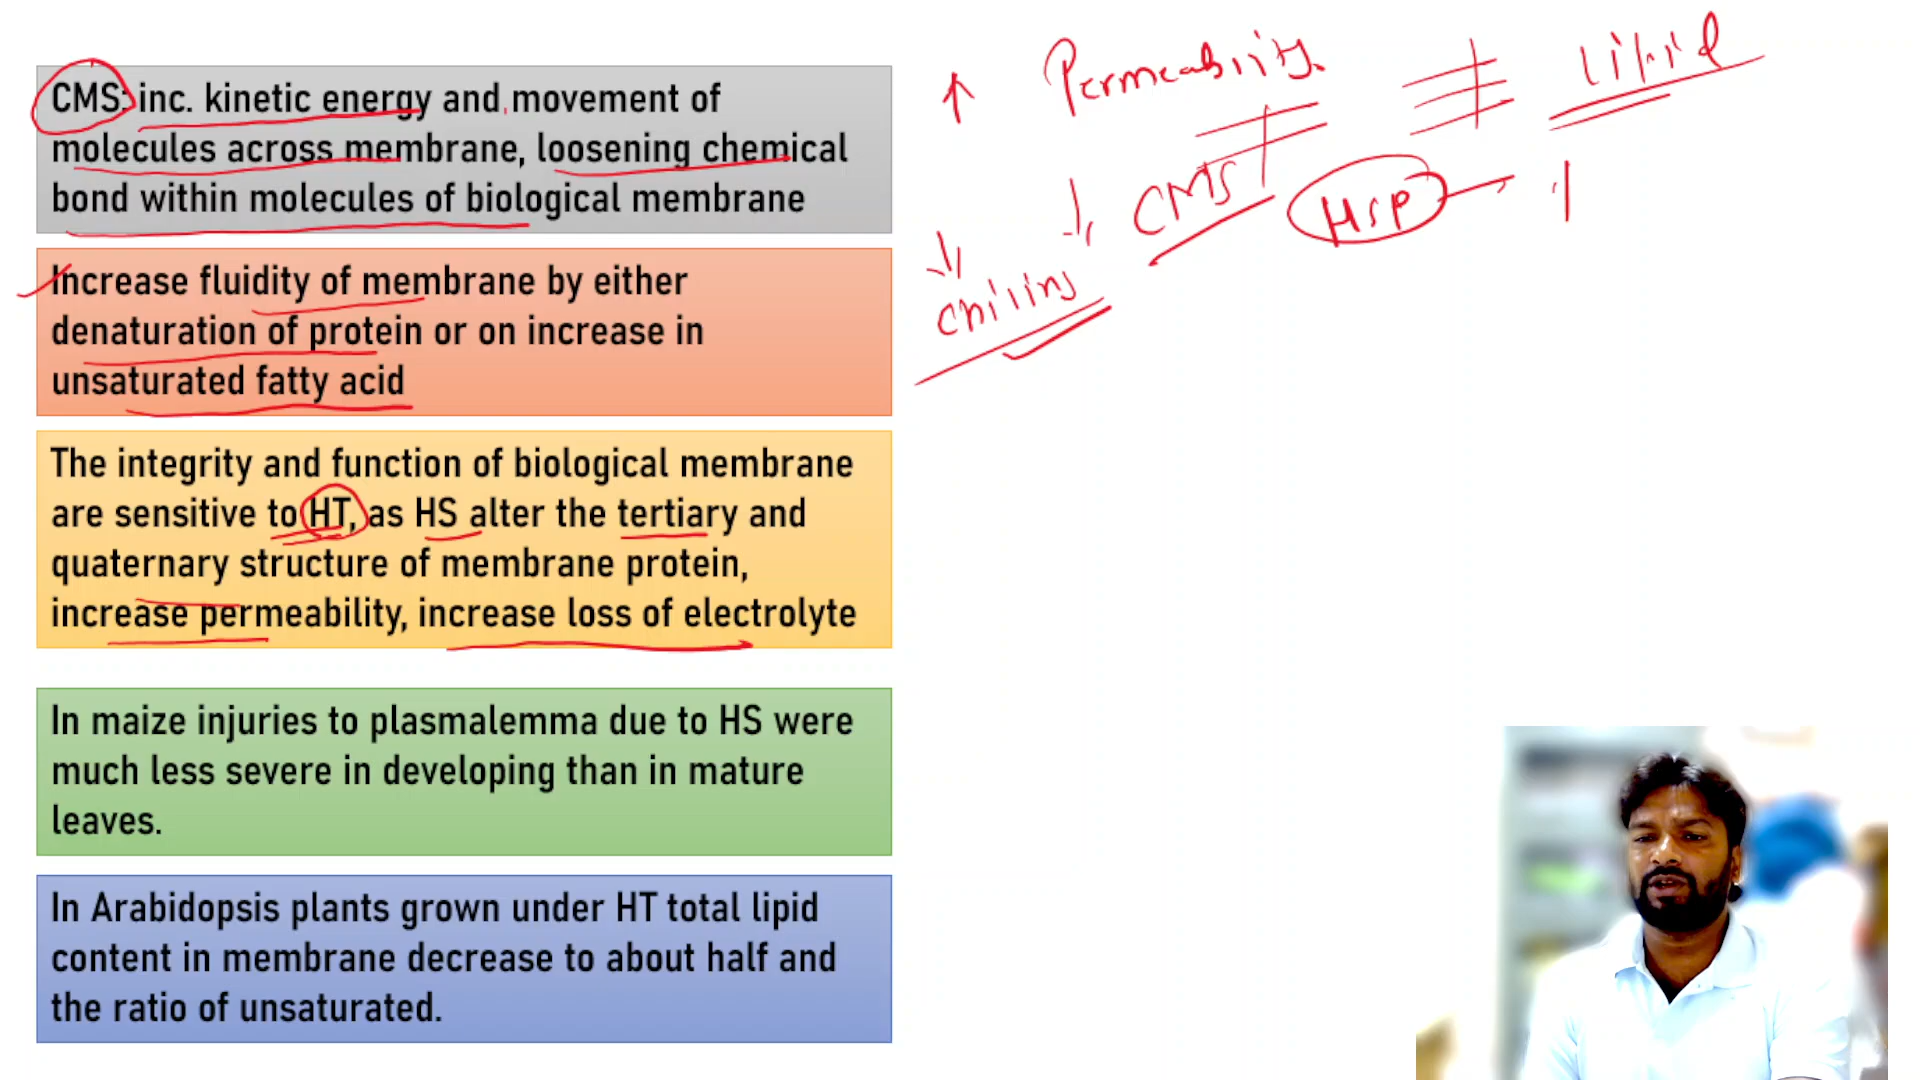 CMS: inc. kinetic energy and movement of
molecules across membrane, loosening chemical
bond within molecules of biological membrane
Increase fluidity of membrane by either
denaturation of protein or on increase in
unsaturated fatty acid
The integrity and function of biological membrane
are sensitive to HT, as HS alter the tertiary and
quaternary structure of membrane protein,
increase permeability, increase loss of electrolyte
In maize injuries to plasmalemma due to HS were
much less severe in developing than in mature
leaves.
In Arabidopsis plants grown under HT total lipid
content in membrane decrease to about half and
the ratio of unsaturated.
↑ Permeability
Lipid
↓ CMS
HSP
↓
Chilling